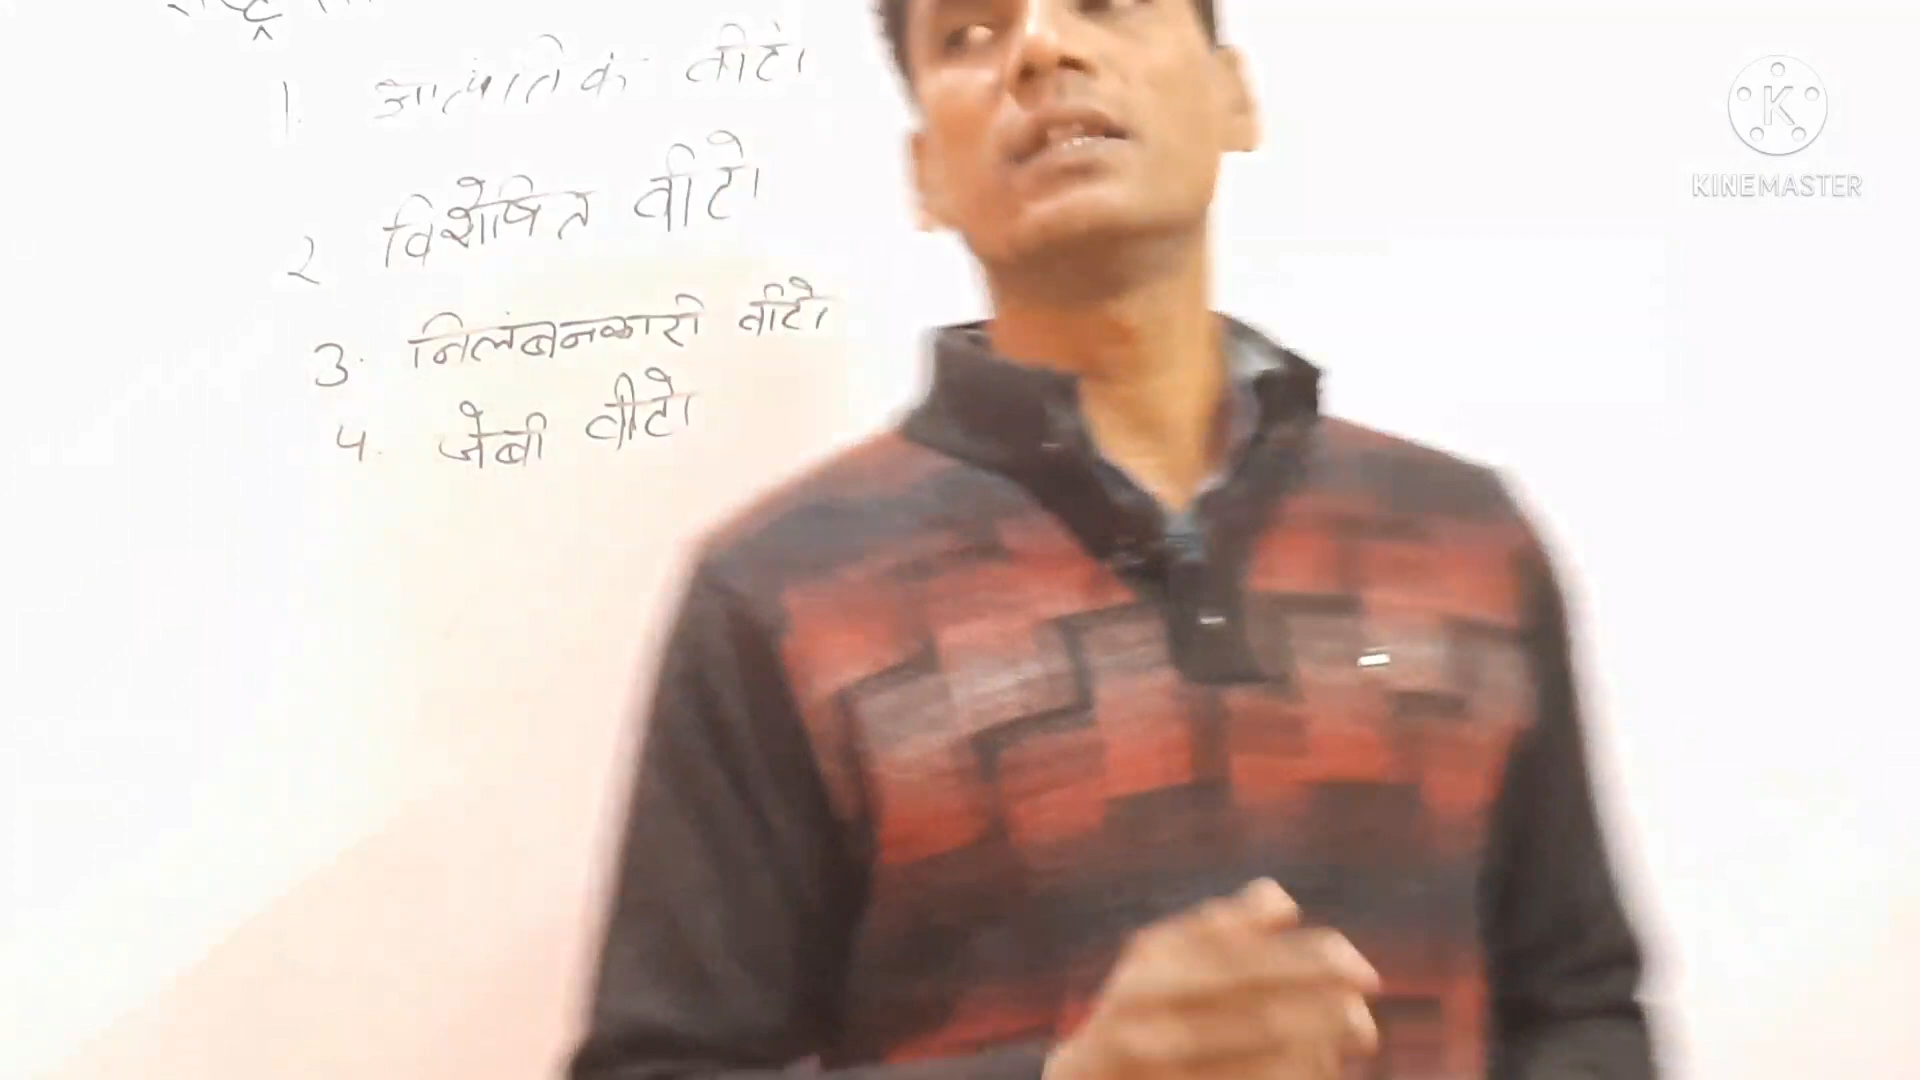 1. आत्यंतिक वीटो
2 विशेषित वीटो
3. निलंबनकारी वीटो
4. जेबी वीटो
K
KINEMASTER